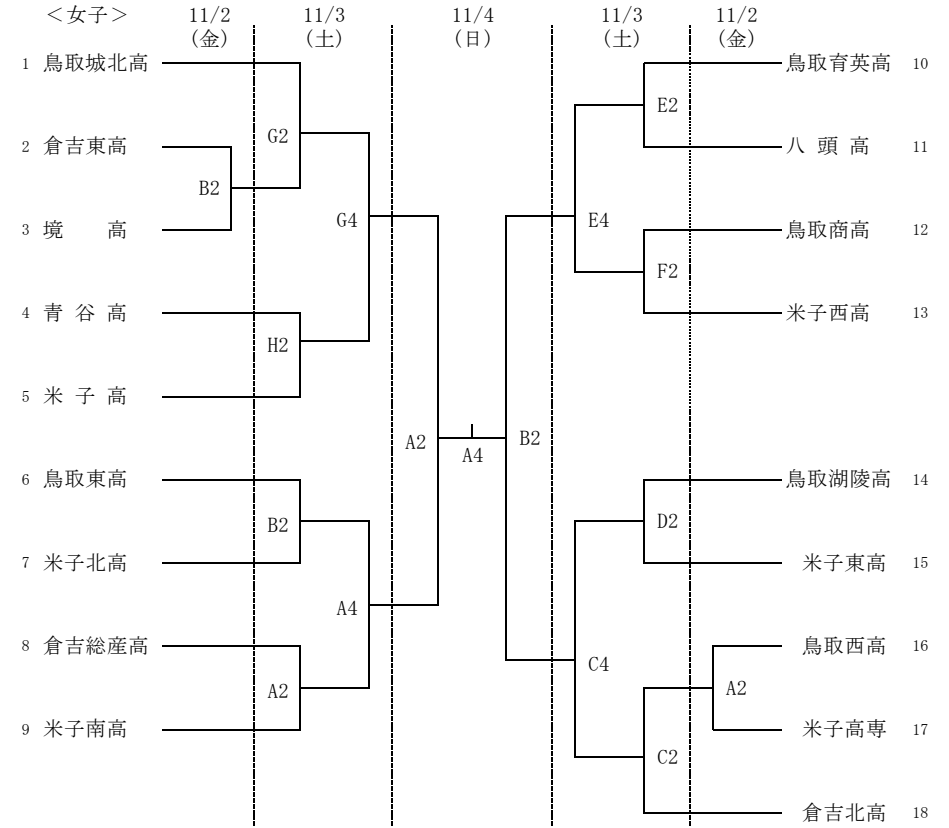 ＜女子＞ 11/2 11/3 11/4 11/3 11/2
(金) (土) (日) (土) (金)
1 鳥取城北高 鳥取育英高 10
E2
G2
2 倉吉東高 八 頭 高 11
B2
3 境　　高 G4 E4 鳥取商高 12
F2
4 青 谷 高 米子西高 13
H2
5 米 子 高
A2 B2
A4
6 鳥取東高 鳥取湖陵高 14
B2 D2
7 米子北高 米子東高 15
A4
8 倉吉総産高 鳥取西高 16
C4
A2 A2
9 米子南高 米子高専 17
C2
倉吉北高 18